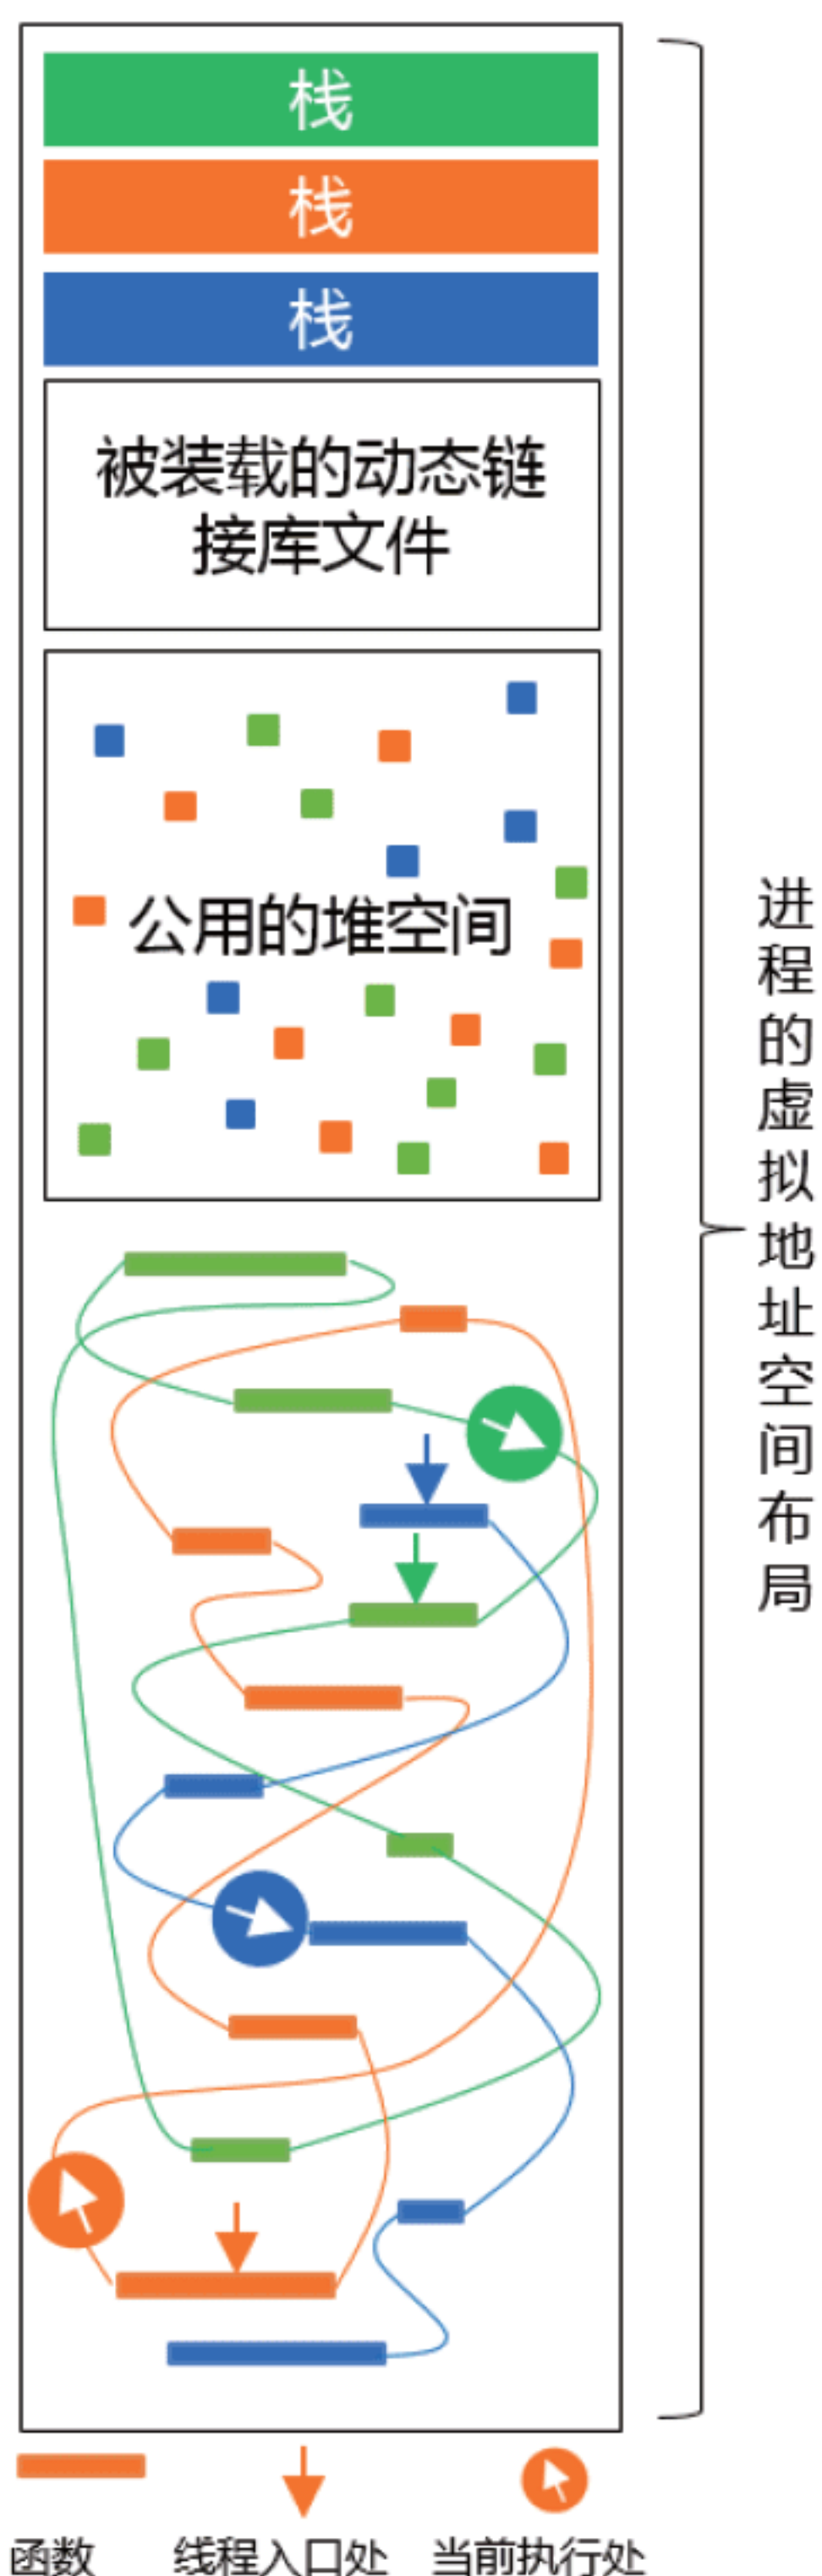 栈
栈
栈
被装载的动态链
接库文件
公用的堆空间
进程的虚拟地址空间布局
函数
线程入口处
当前执行处